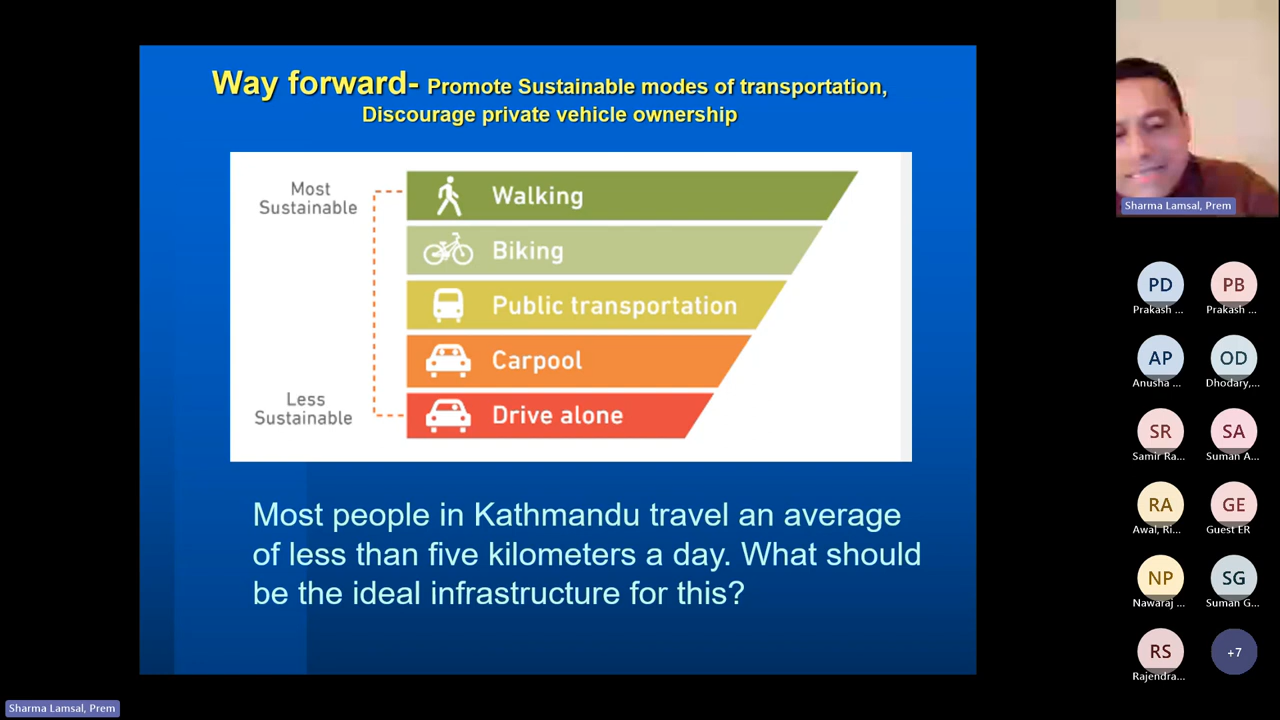 Way forward- Promote Sustainable modes of transportation,
Discourage private vehicle ownership
Most
Sustainable
Walking
Biking
Public transportation
Carpool
Less
Sustainable
Drive alone
Most people in Kathmandu travel an average
of less than five kilometers a day. What should
be the ideal infrastructure for this?
Sharma Lamsal, Prem
PD
PB
Prakash ...
Prakash ...
AP
OD
Anusha ...
Dhodary,...
SR
SA
Samir Ra...
Suman A...
RA
GE
Awal, Ri...
Guest ER
NP
SG
Nawaraj ...
Suman G...
RS
+7
Rajendra...
Sharma Lamsal, Prem